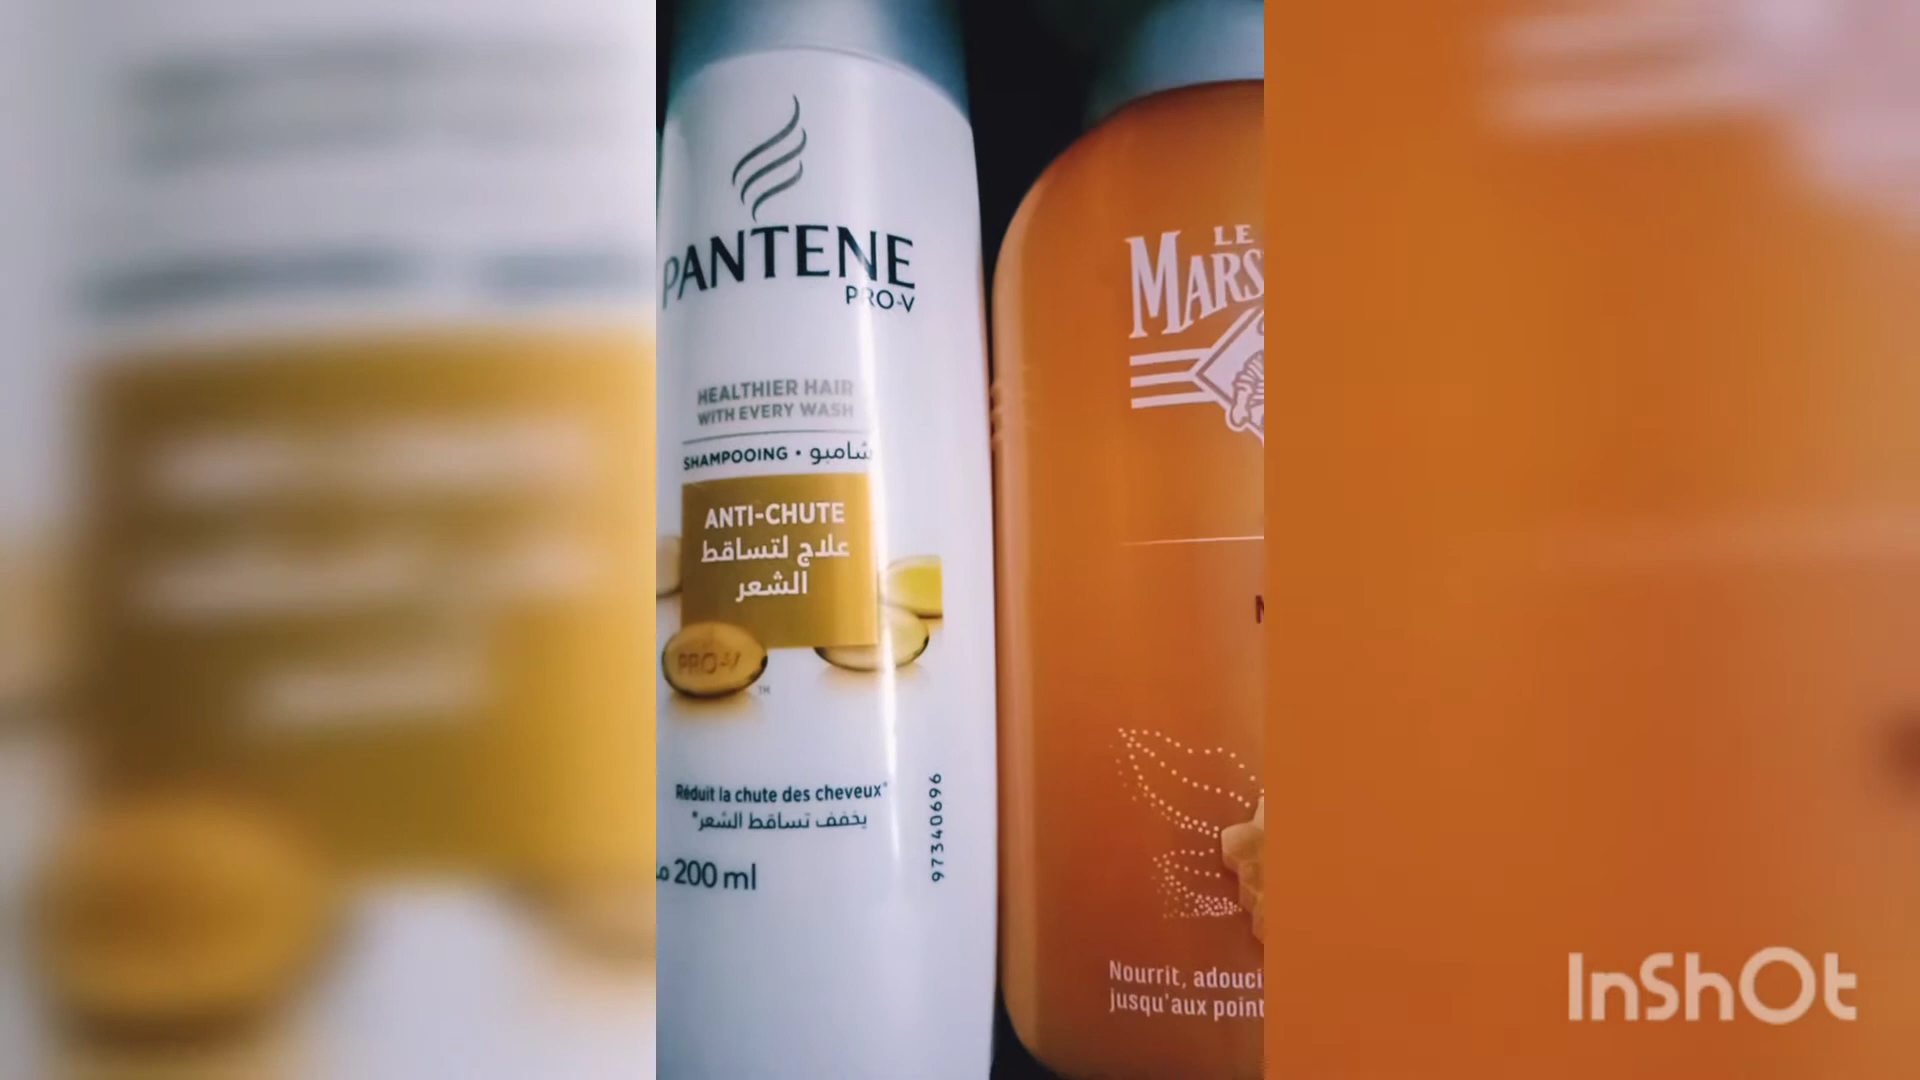 PANTENE
PRO-V
HEALTHIER HAIR
WITH EVERY WASH
SHAMPOOING • شامبو
ANTI-CHUTE
علاج لتساقط
الشعر
PRO-V
TM
Réduit la chute des cheveux*
يخفف تساقط الشعر*
200 ml
97340696
LE
MARS
Nourrit, adouci
jusqu'aux point
InShOt